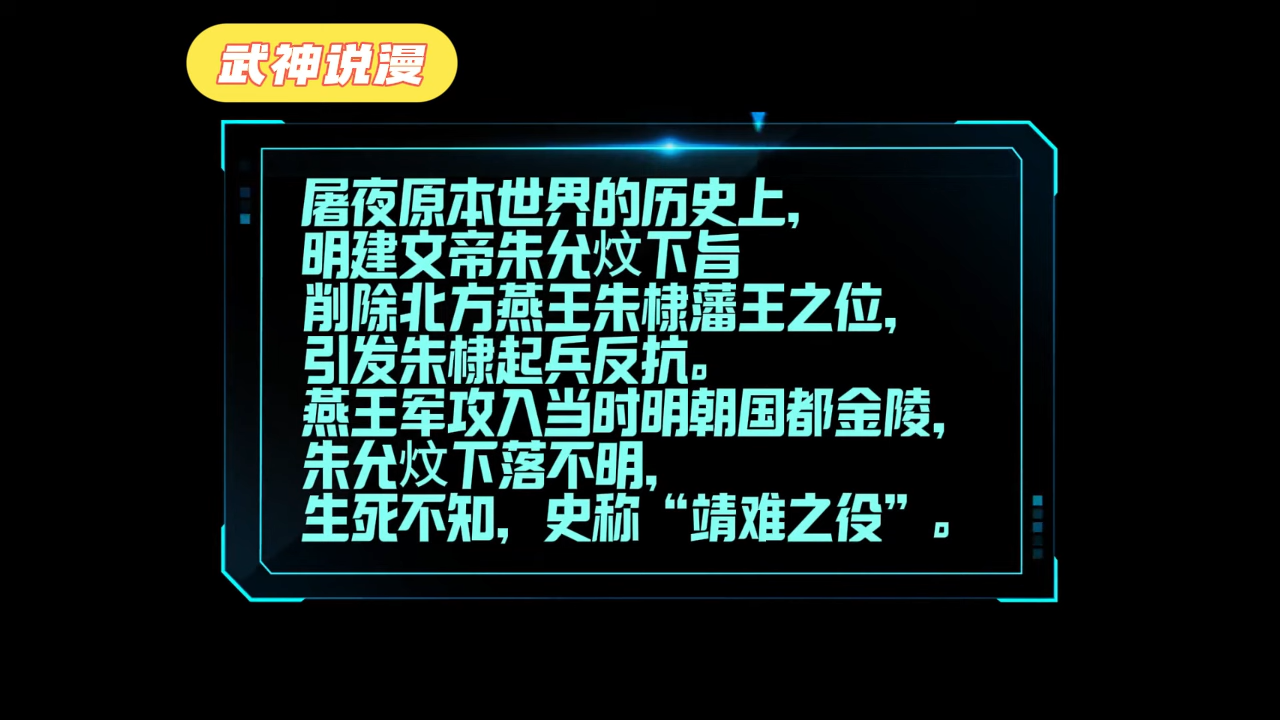 武神说漫
屠夜原本世界的历史上，
明建文帝朱允炆下旨
削除北方燕王朱棣藩王之位，
引发朱棣起兵反抗。
燕王军攻入当时明朝国都金陵，
朱允炆下落不明，
生死不知，史称“靖难之役”。